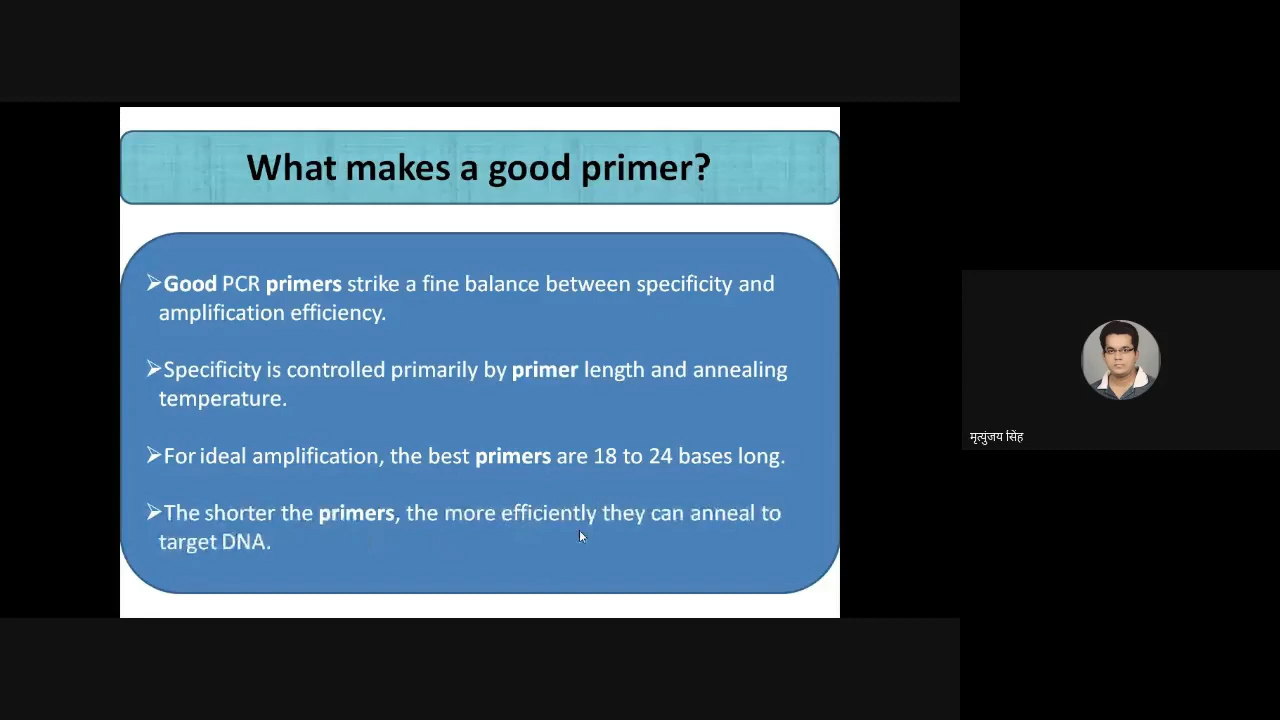 What makes a good primer?
➢Good PCR primers strike a fine balance between specificity and
amplification efficiency.
➢Specificity is controlled primarily by primer length and annealing
temperature.
➢For ideal amplification, the best primers are 18 to 24 bases long.
➢The shorter the primers, the more efficiently they can anneal to
target DNA.
मृत्युंजय सिंह